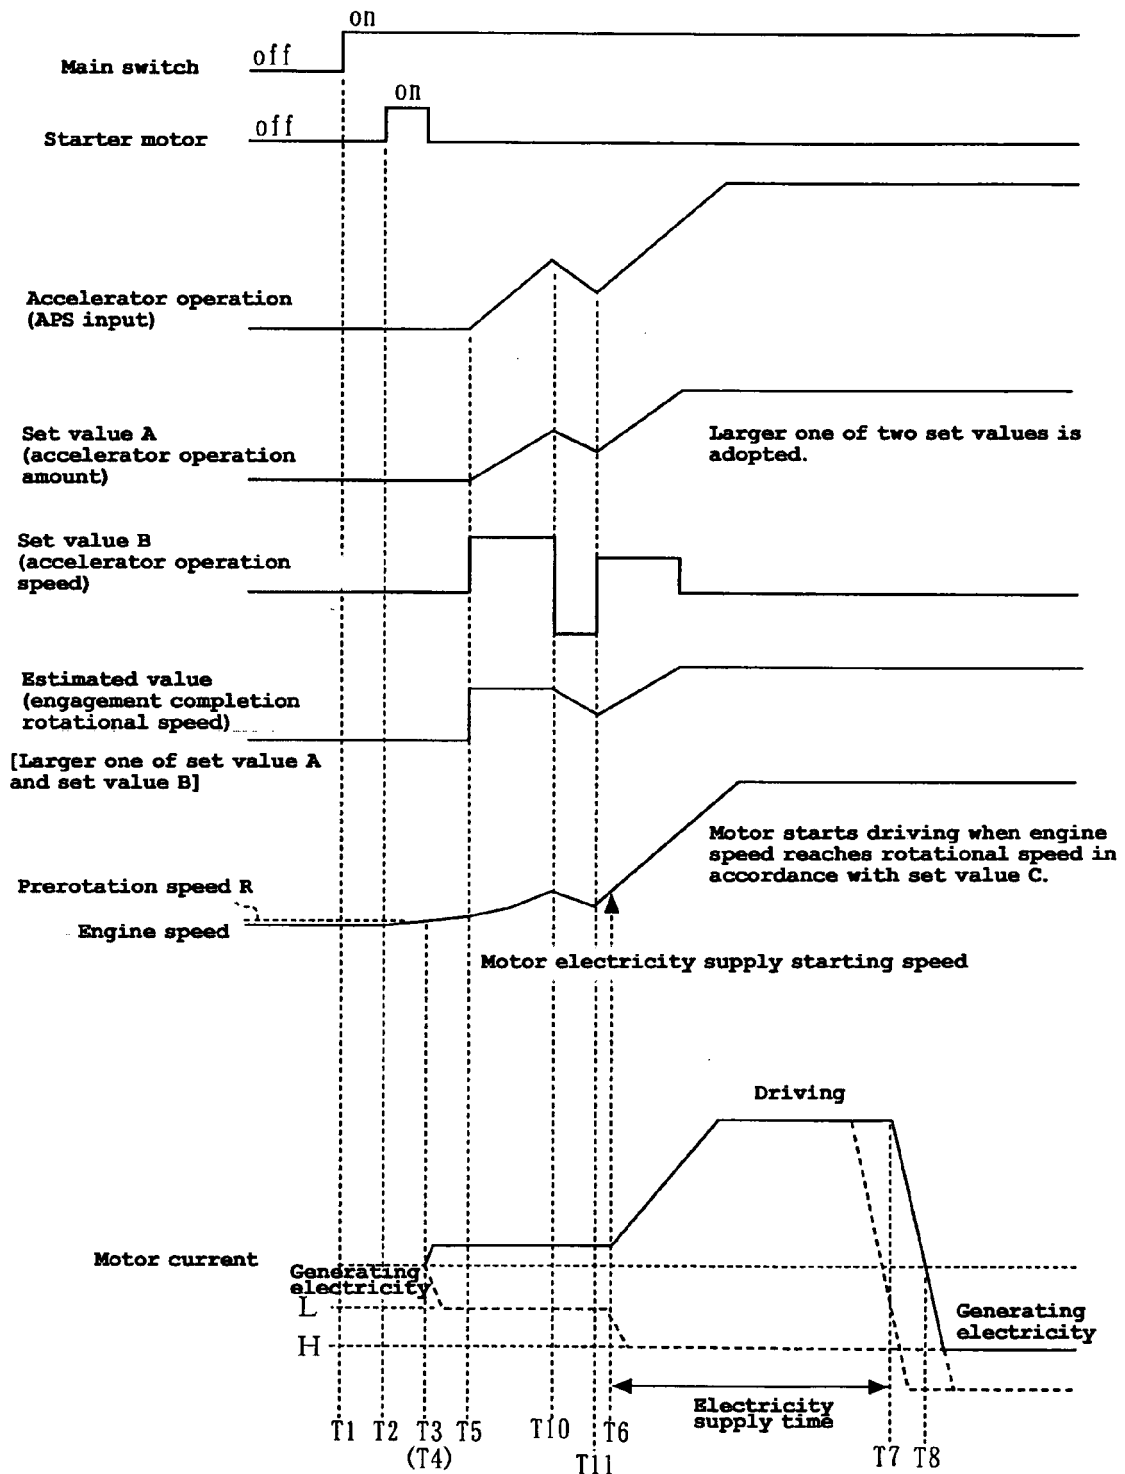 on
off
Main switch
on
off
Starter motor
Accelerator operation
(APS input)
Set value A
(accelerator operation
amount)
Larger one of two set values is
adopted.
Set value B
(accelerator operation
speed)
Estimated value
(engagement completion
rotational speed)
[Larger one of set value A
and set value B]
Motor starts driving when engine
speed reaches rotational speed in
accordance with set value C.
Prerotation speed R
Engine speed
Motor electricity supply starting speed
Driving
Motor current
Generating
electricity
L
H
Generating
electricity
Electricity
supply time
T1 T2 T3 T5 T10 T6
(T4)
T11
T7 T8